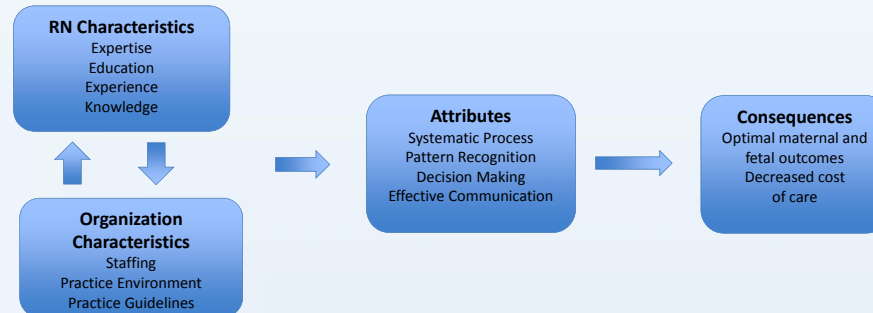 RN Characteristics
Expertise
Education
Experience
Knowledge
Organization
Characteristics
Staffing
Practice Environment
Practice Guidelines
Attributes
Systematic Process
Pattern Recognition
Decision Making
Effective Communication
Consequences
Optimal maternal and
fetal outcomes
Decreased cost
of care